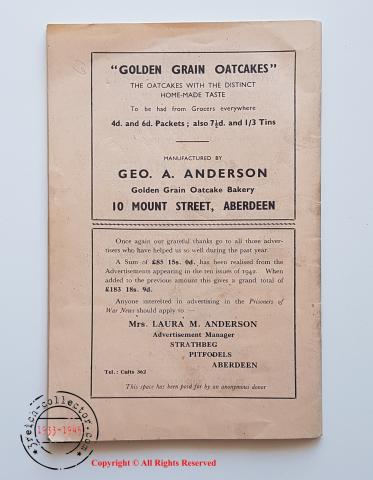 "GOLDEN GRAIN OATCAKES"
THE OATCAKES WITH THE DISTINCT
HOME-MADE TASTE
To be had from Grocers everywhere
4d. and 6d. Packets ; also 7½d. and 1/3 Tins
MANUFACTURED BY
GEO. A. ANDERSON
Golden Grain Oatcake Bakery
10 MOUNT STREET, ABERDEEN
Once again our grateful thanks go to all those adver-
tisers who have helped us so well during the past year.
A Sum of £85 15s. 0d. has been realised from the
Advertisements appearing in the ten issues of 1942. When
added to the previous amount this gives a grand total of
£183 18s. 9d.
Anyone interested in advertising in the Prisoners of
War News should apply to :—
Mrs. LAURA M. ANDERSON
Advertisement Manager
STRATHBEG
PITFODELS
ABERDEEN
Tel. : Cults 362
This space has been paid for by an anonymous donor
3reich-collector.com
1933-1945
Copyright © All Rights Reserved